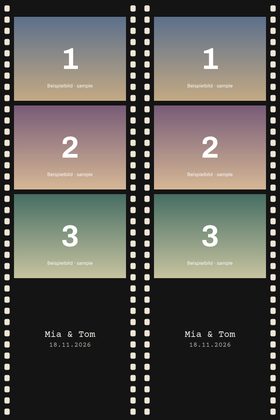 1
Beispielbild · sample
2
Beispielbild · sample
3
Beispielbild · sample
Mia & Tom
18.11.2026
1
Beispielbild · sample
2
Beispielbild · sample
3
Beispielbild · sample
Mia & Tom
18.11.2026